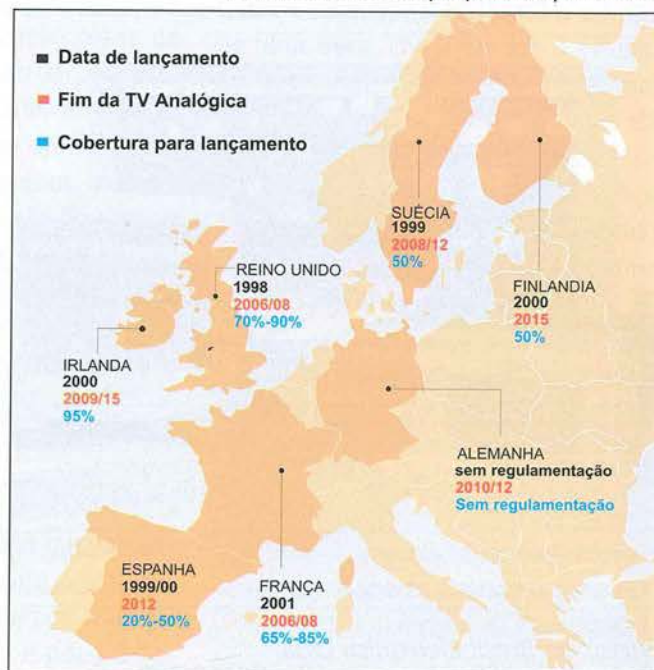 Data de lançamento
Fim da TV Analógica
Cobertura para lançamento
SUÉCIA
1999
2008/12
50%
REINO UNIDO
1998
2006/08
70%-90%
FINLANDIA
2000
2015
50%
IRLANDA
2000
2009/15
95%
ALEMANHA
sem regulamentação
2010/12
Sem regulamentação
ESPANHA
1999/00
2012
20%-50%
FRANÇA
2001
2006/08
65%-85%